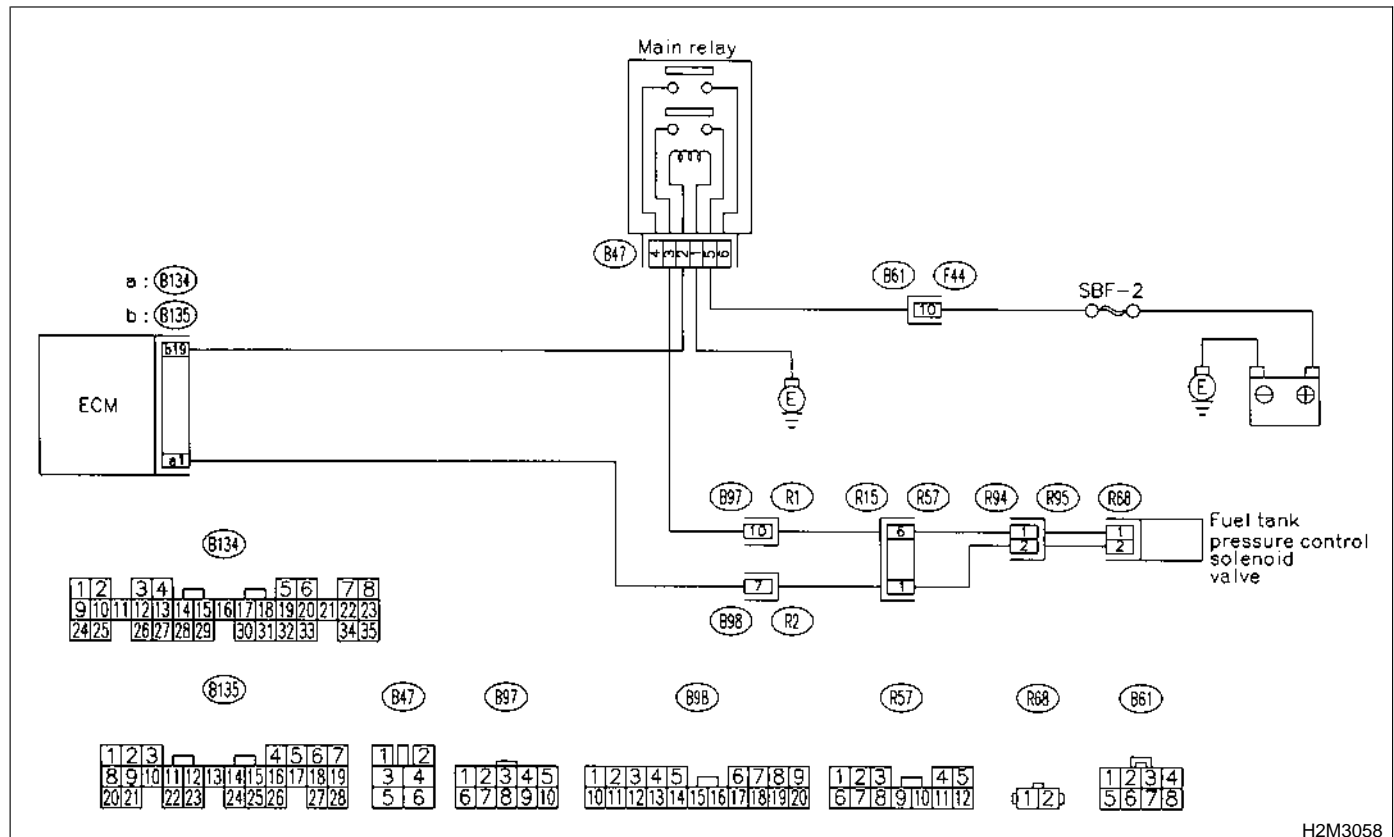 Main relay
B47
4 3 2 1 5 6
a : B134
b : B135
B61 F44
10
SBF-2
b19
ECM
E
E
⊖ ⊕
a1
B97 R1 R15 R57 R94 R95 R68
10 6 1 1
Fuel tank
pressure control
solenoid
valve
2 2
7 1
B98 R2
B134
1 2 3 4 5 6 7 8
9 10 11 12 13 14 15 16 17 18 19 20 21 22 23
24 25 26 27 28 29 30 31 32 33 34 35
B135 B47 B97 B98 R57 R68 B61
1 2 3 4 5 6 7
8 9 10 11 12 13 14 15 16 17 18 19
20 21 22 23 24 25 26 27 28
1 2
3 4
5 6
1 2 3 4 5
6 7 8 9 10
1 2 3 4 5 6 7 8 9
10 11 12 13 14 15 16 17 18 19 20
1 2 3 4 5
6 7 8 9 10 11 12
1 2
1 2 3 4
5 6 7 8
H2M3058